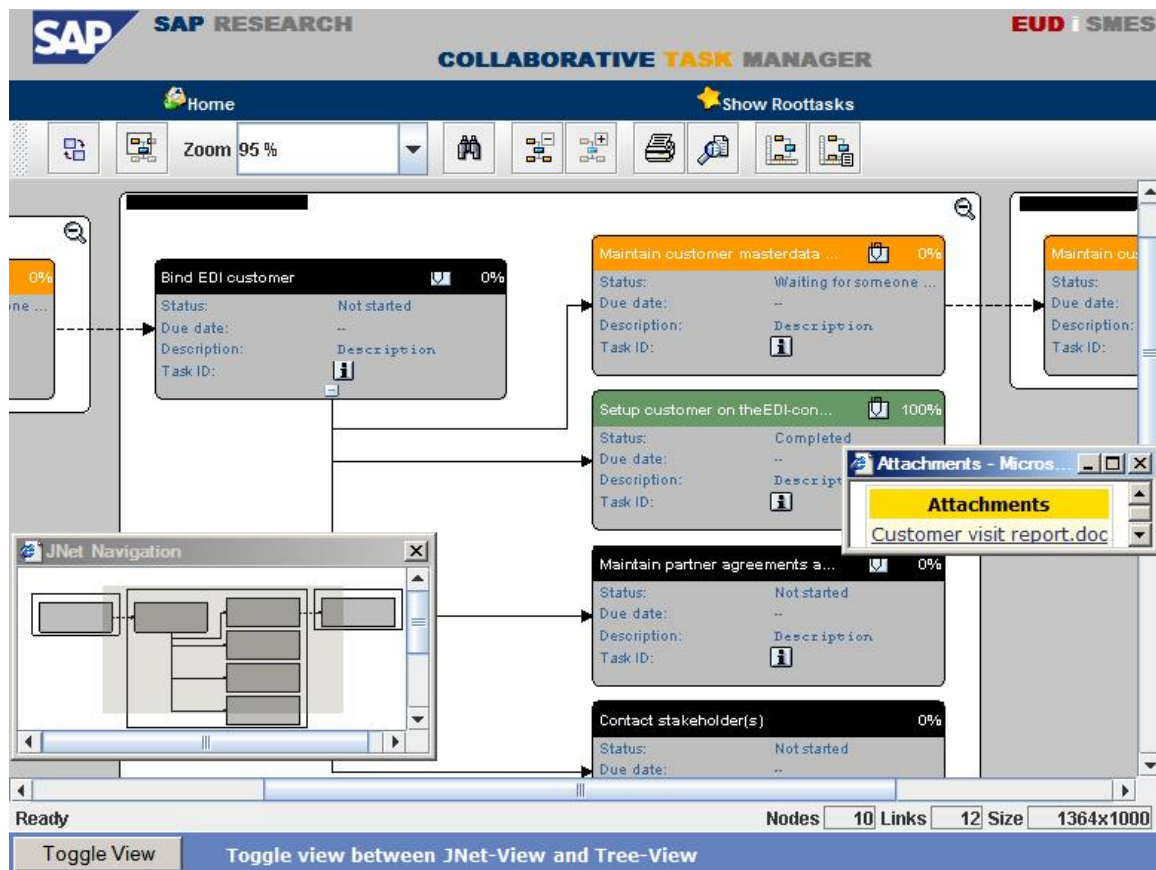 SAP
SAP RESEARCH
EUD i SMES
COLLABORATIVE TASK MANAGER
Home
Show Roottasks
Zoom 95 %
0%
one ...
Bind EDI customer 0%
Status: Not started
Due date: --
Description: Description
Task ID: i
Maintain customer masterdata ... 0%
Status: Waiting for someone ...
Due date: --
Description: Description
Task ID: i
Maintain cu
Status:
Due date:
Description:
Task ID:
Setup customer on theEDI-con... 100%
Status: Completed
Due date: --
Description: Descript
Task ID: i
Attachments - Micros...
Attachments
Customer visit report.doc
JNet Navigation
Maintain partner agreements a... 0%
Status: Not started
Due date: --
Description: Description
Task ID: i
Contact stakeholder(s) 0%
Status: Not started
Due date: --
Ready
Nodes 10 Links 12 Size 1364x1000
Toggle View
Toggle view between JNet-View and Tree-View